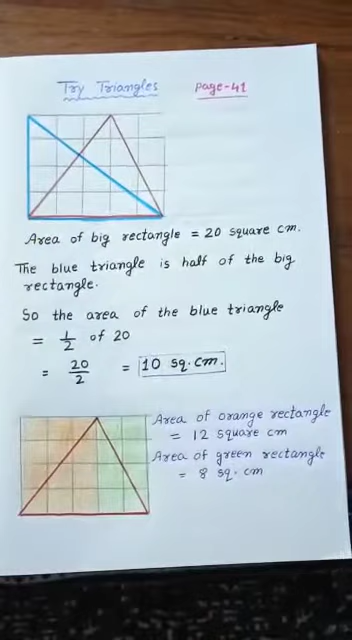 Try Triangles Page-41
Area of big rectangle = 20 square cm.
The blue triangle is half of the big
rectangle.
So the area of the blue triangle
= 1/2 of 20
= 20/2 = 10 sq.cm.
Area of orange rectangle
= 12 square cm
Area of green rectangle
= 8 sq.cm